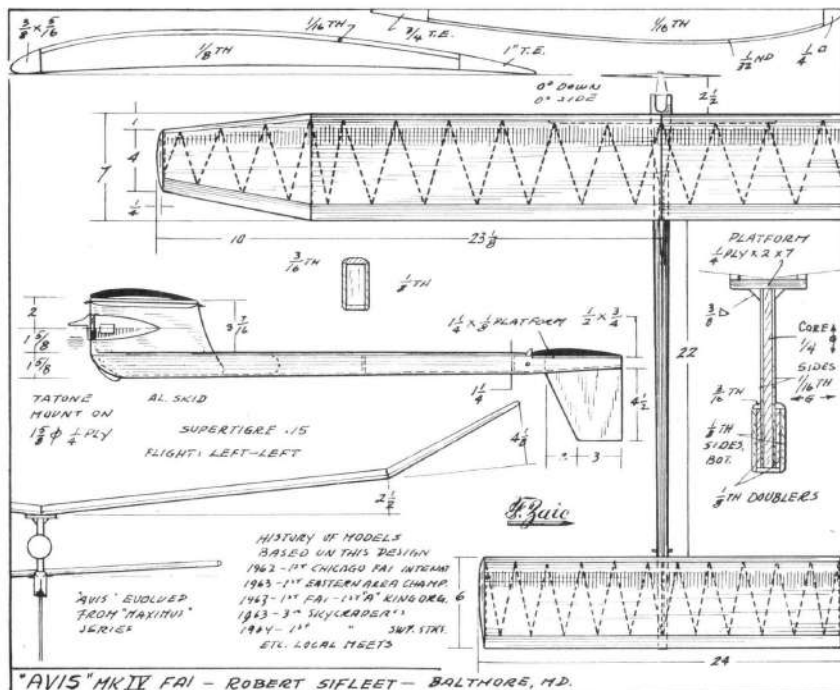 3/8 x 5/16
1/8 TH
1/16 TH
1" T.E.
3/4 T.E.
1/16 TH
1/32 ND
1/4
0° DOWN
0° SIDE
2 1/2
1
4
7
1/4
10
23 1/8
3/16 TH
1/8 TH
PLATFORM
1/4 PLY x 2 x 7
3/8
CORE
1/4
SIDES
1/16 TH
6
3/16 TH
1/8 TH
SIDES,
BOT.
1/8 TH DOUBLERS
22
2
1 5/8
1 5/8
3 7/16
1 1/4 x 1/8 PLATFORM
1/2 x 3/4
1 1/4
4 1/2
2
3
TATONE
MOUNT ON
1 5/8 ϕ 1/4 PLY
AL. SKID
SUPERTIGRE .15
FLIGHT: LEFT-LEFT
4 1/8
2 1/2
F. Zaic
HISTORY OF MODELS
BASED ON THIS DESIGN
1962 - 1ST CHICAGO FAI INTERNAT
1963 - 1ST EASTERN AREA CHAMP.
1963 - 1ST FAI - 1ST "A" KING ORG.
1963 - 3RD SKYSCRAPERS
1964 - 1ST " SWT. STKS.
ETC. LOCAL MEETS
"AVIS" EVOLVED
FROM "MAXIMUS"
SERIES
6
24
"AVIS" MK IV FAI - ROBERT SIFLEET - BALTMORE, MD.